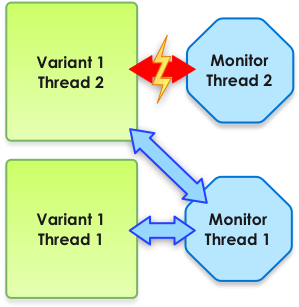 Variant 1
Thread 2
Monitor
Thread 2
Variant 1
Thread 1
Monitor
Thread 1